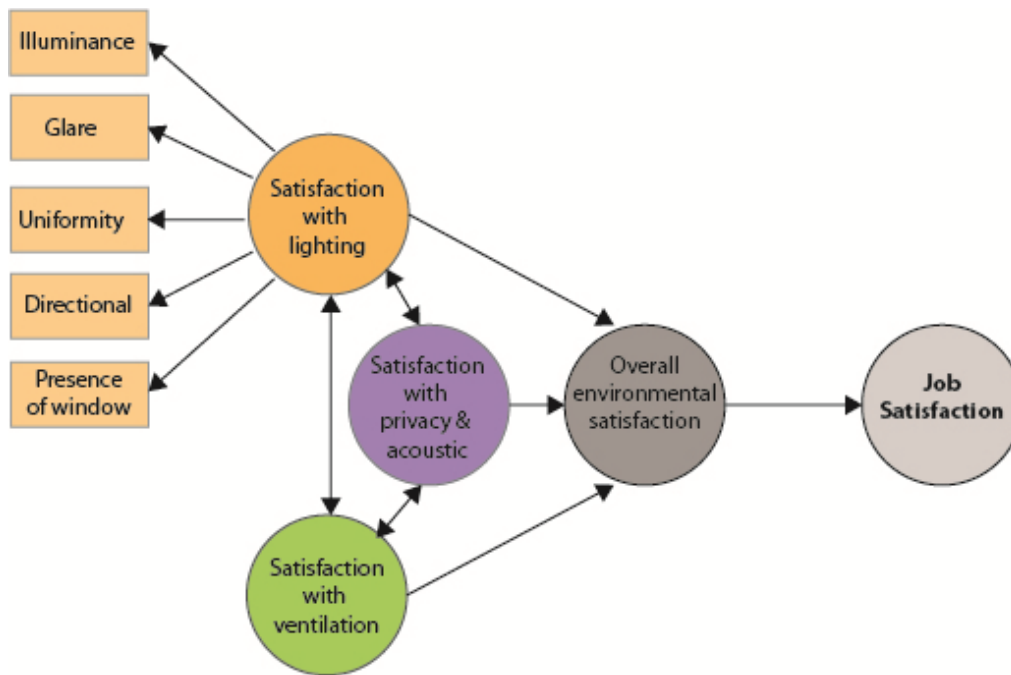 Illuminance
Glare
Uniformity
Directional
Presence
of window
Satisfaction
with
lighting
Satisfaction
with
privacy &
acoustic
Satisfaction
with
ventilation
Overall
environmental
satisfaction
Job
Satisfaction